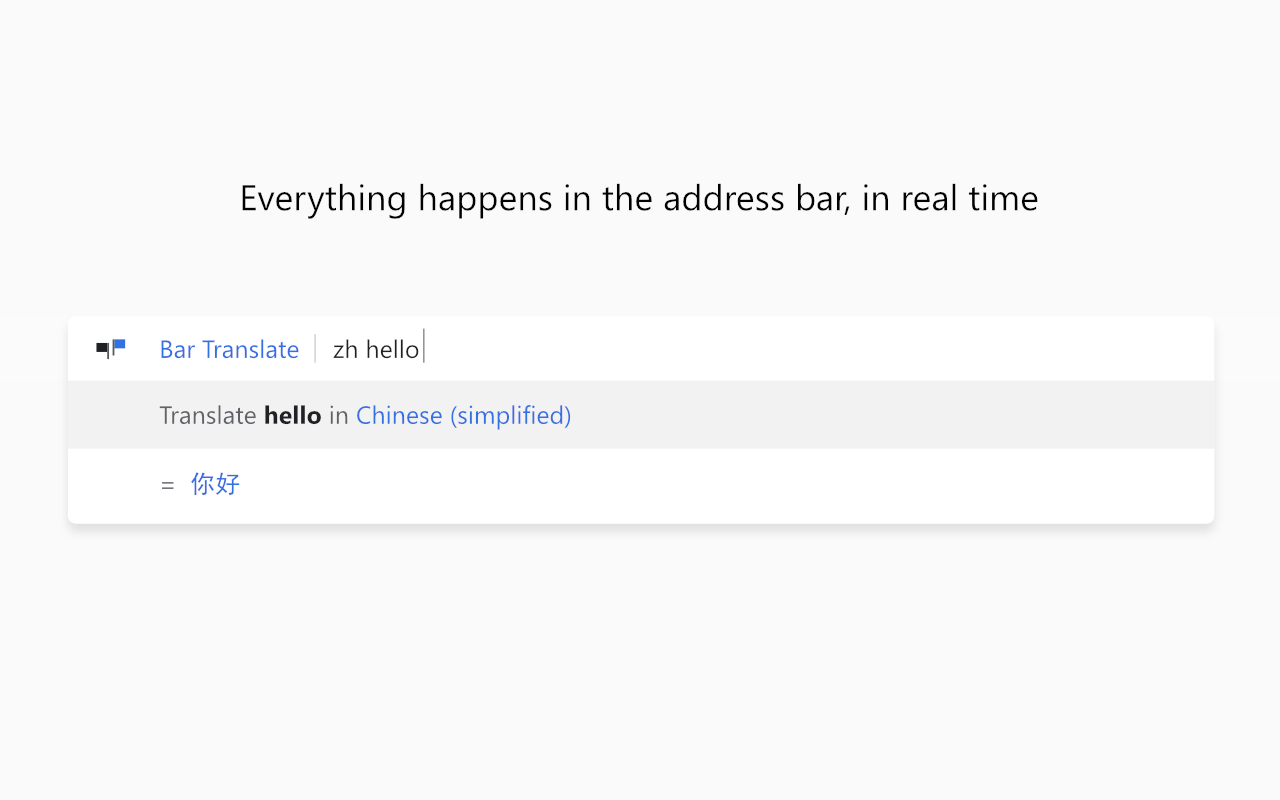 Everything happens in the address bar, in real time
Bar Translate zh hello
Translate hello in Chinese (simplified)
= 你好